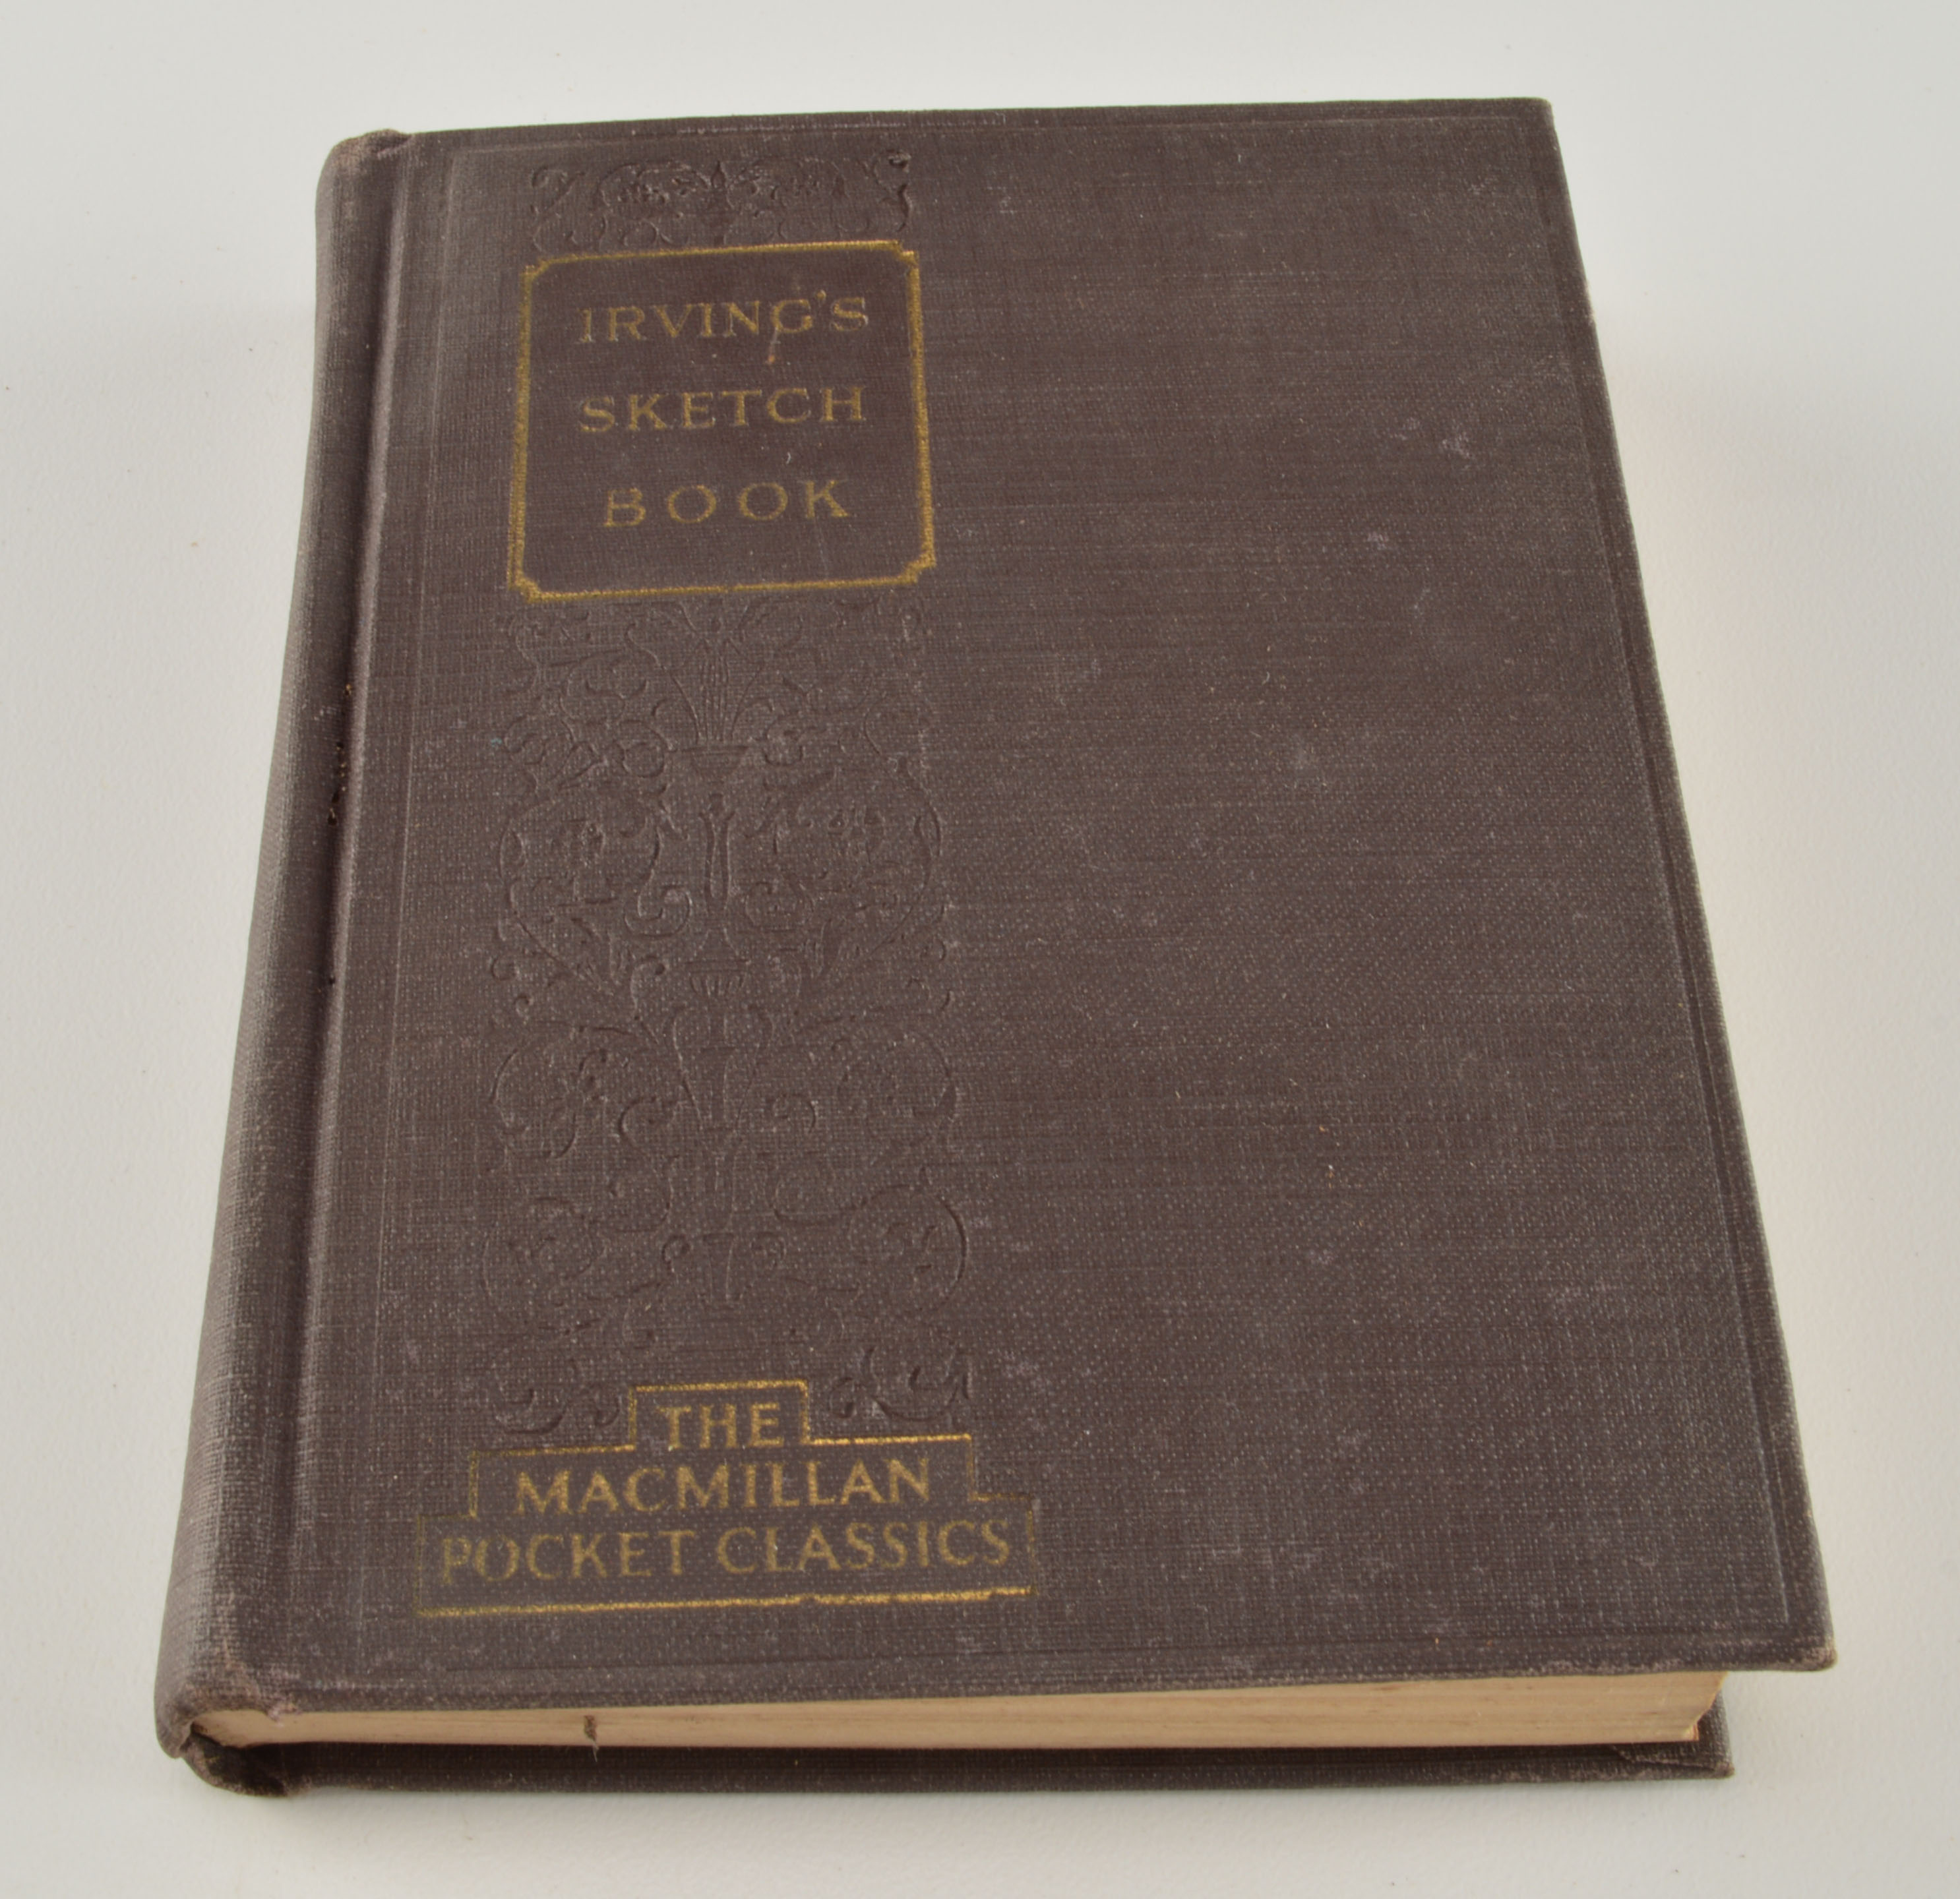 IRVING'S
SKETCH
BOOK
THE
MACMILLAN
POCKET CLASSICS